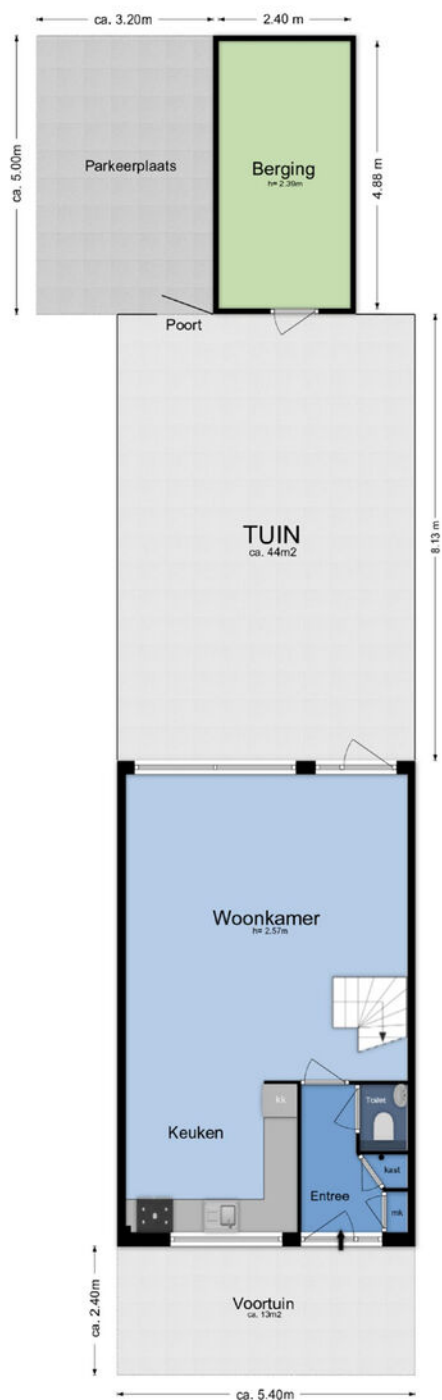 ca. 3.20m
2.40 m
ca. 5.00m
Parkeerplaats
Berging
h= 2.39m
4.88 m
Poort
TUIN
ca. 44m2
8.13 m
Woonkamer
h= 2.57m
kk
Toilet
Keuken
kast
Entree
mk
ca. 2.40m
Voortuin
ca. 13m2
ca. 5.40m